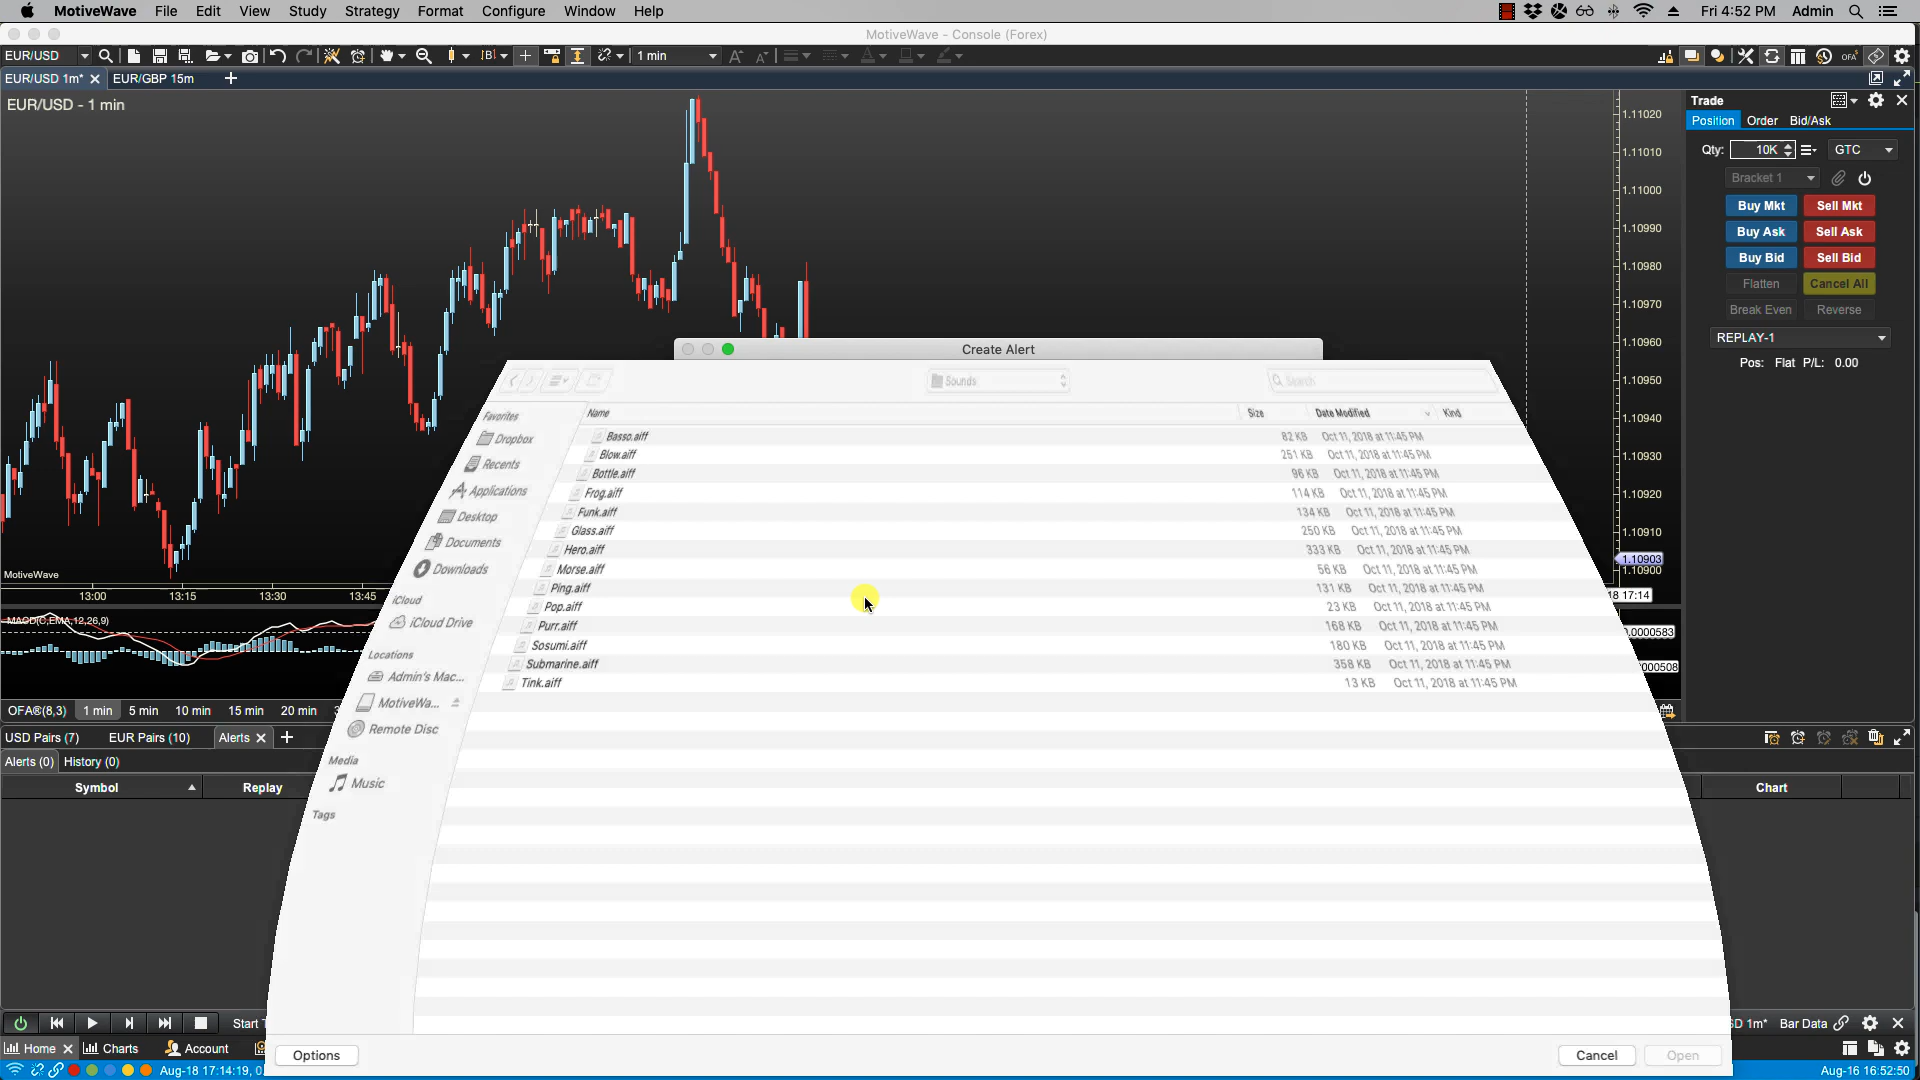 MotiveWave File Edit View Study Strategy Format Configure Window Help Fri 4:52 PM Admin
MotiveWave - Console (Forex)
EUR/USD 1 min
EUR/USD 1m* EUR/GBP 15m
EUR/USD - 1 min
Trade
Position Order Bid/Ask
Qty: 10K GTC
Bracket 1
Buy Mkt Sell Mkt
Buy Ask Sell Ask
Buy Bid Sell Bid
Flatten Cancel All
Break Even Reverse
REPLAY-1
Pos: Flat P/L: 0.00
1.11020
1.11010
1.11000
1.10990
1.10980
1.10970
1.10960
1.10950
1.10940
1.10930
1.10920
1.10910
1.10903
1.10900
Create Alert
Sounds Search
Favorites
Dropbox
Recents
Applications
Desktop
Documents
Downloads
iCloud
iCloud Drive
Locations
Admin's Mac...
MotiveWa...
Remote Disc
Media
Music
Tags
Name Size Date Modified Kind
Basso.aiff 82 KB Oct 11, 2018 at 11:45 PM
Blow.aiff 251 KB Oct 11, 2018 at 11:45 PM
Bottle.aiff 96 KB Oct 11, 2018 at 11:45 PM
Frog.aiff 114 KB Oct 11, 2018 at 11:45 PM
Funk.aiff 134 KB Oct 11, 2018 at 11:45 PM
Glass.aiff 250 KB Oct 11, 2018 at 11:45 PM
Hero.aiff 333 KB Oct 11, 2018 at 11:45 PM
Morse.aiff 56 KB Oct 11, 2018 at 11:45 PM
Ping.aiff 131 KB Oct 11, 2018 at 11:45 PM
Pop.aiff 23 KB Oct 11, 2018 at 11:45 PM
Purr.aiff 168 KB Oct 11, 2018 at 11:45 PM
Sosumi.aiff 180 KB Oct 11, 2018 at 11:45 PM
Submarine.aiff 358 KB Oct 11, 2018 at 11:45 PM
Tink.aiff 13 KB Oct 11, 2018 at 11:45 PM
Options Cancel Open
MotiveWave
13:00 13:15 13:30 13:45 18 17:14
MACD(C,EMA,12,26,9)
0.0000583
000508
OFA®(8,3) 1 min 5 min 10 min 15 min 20 min
USD Pairs (7) EUR Pairs (10) Alerts
Alerts (0) History (0)
Symbol Replay Chart
Start D 1m* Bar Data
Home Charts Account
Aug-18 17:14:19, 0 Aug-16 16:52:50